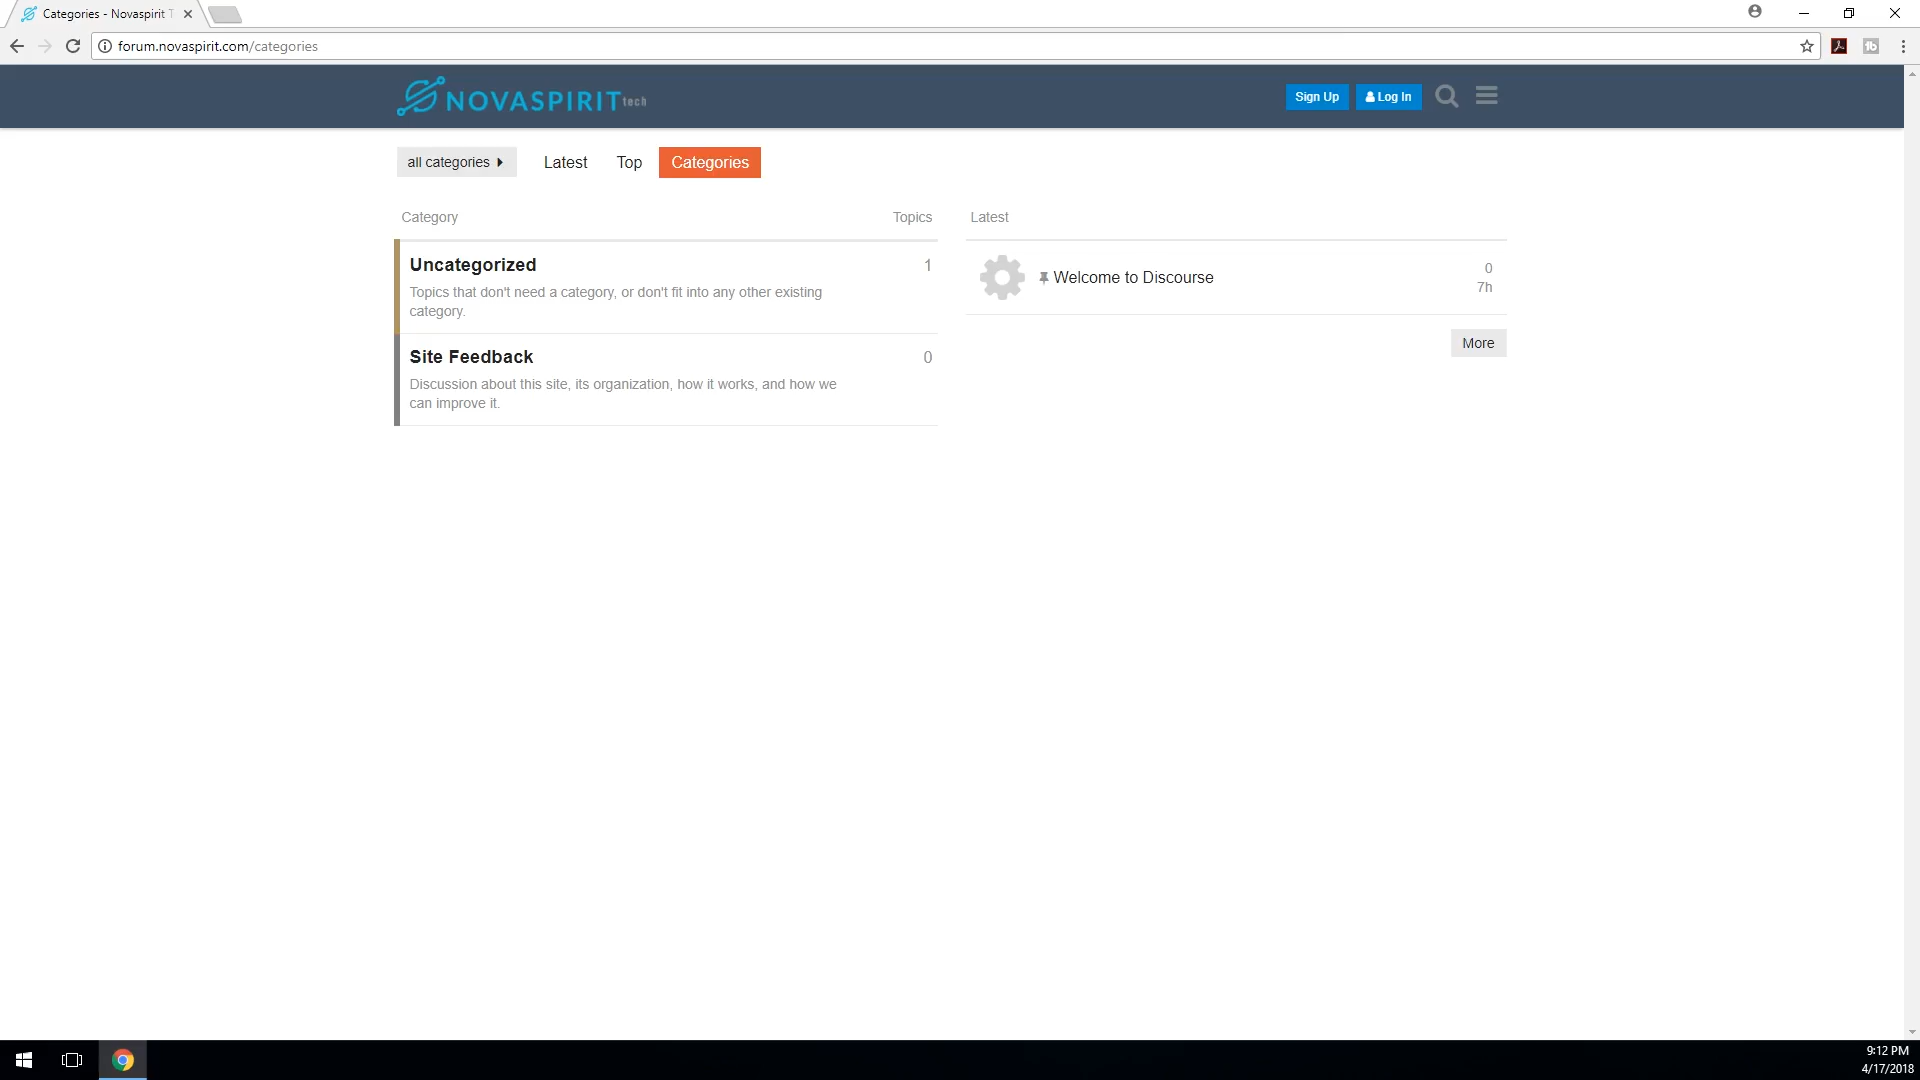 Categories - Novaspirit T
forum.novaspirit.com/categories
NOVASPIRIT tech
Sign Up
Log In
all categories
Latest
Top
Categories
Category
Topics
Latest
Uncategorized
1
Topics that don't need a category, or don't fit into any other existing
category.
Welcome to Discourse
0
7h
More
Site Feedback
0
Discussion about this site, its organization, how it works, and how we
can improve it.
9:12 PM
4/17/2018